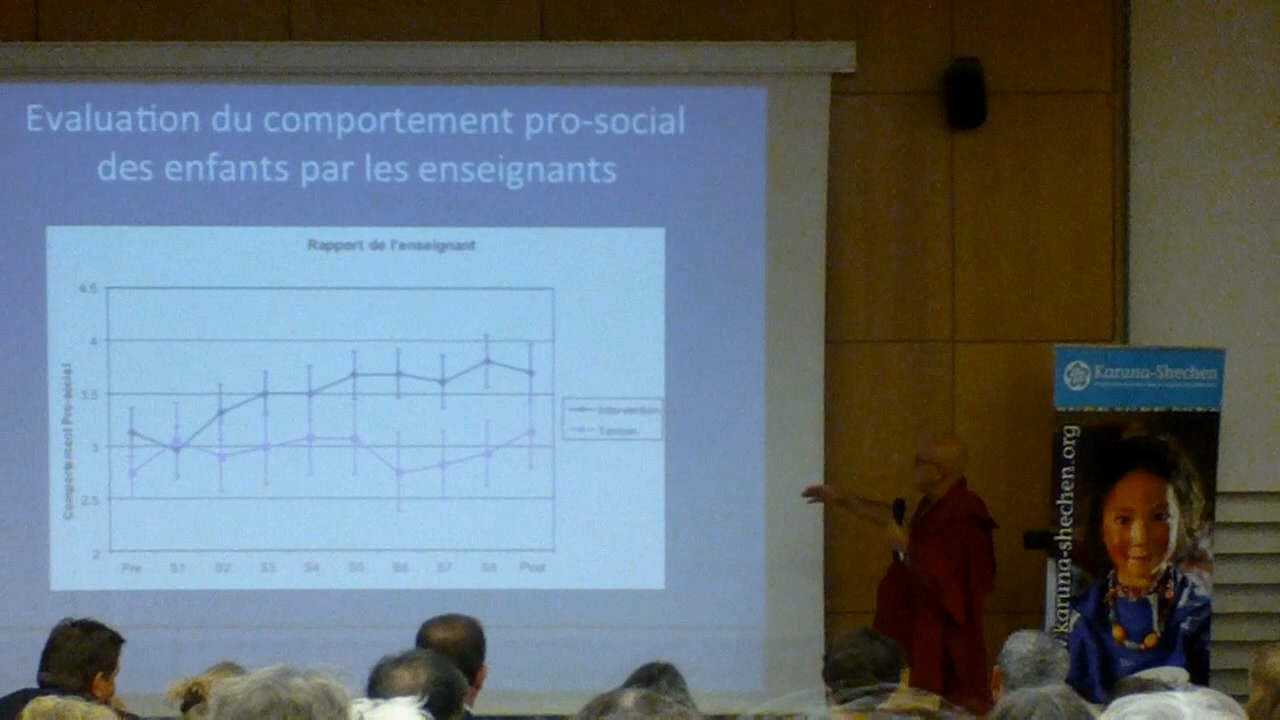 Evaluation du comportement pro-social
des enfants par les enseignants
Rapport de l'enseignant
Comportement Pro-social
4.5
4
3.5
3
2.5
2
Pre S1 S2 S3 S4 S5 S6 S7 S8 Post
Intervention
Temoin
Karuna-Shechen
karuna-shechen.org